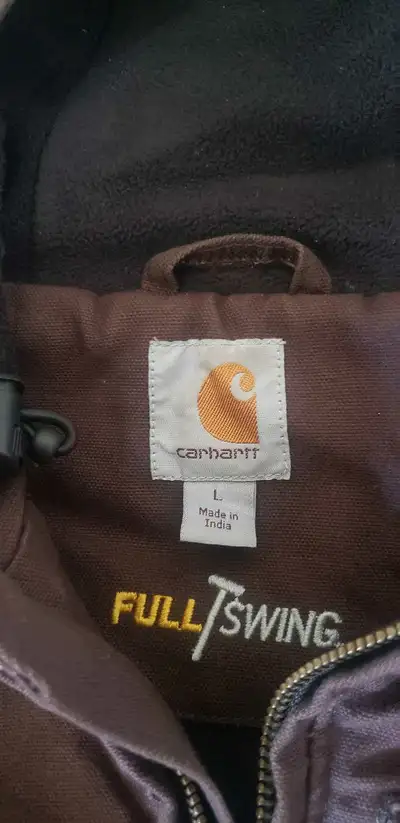 carhartt
L
Made in
India
FULL SWING